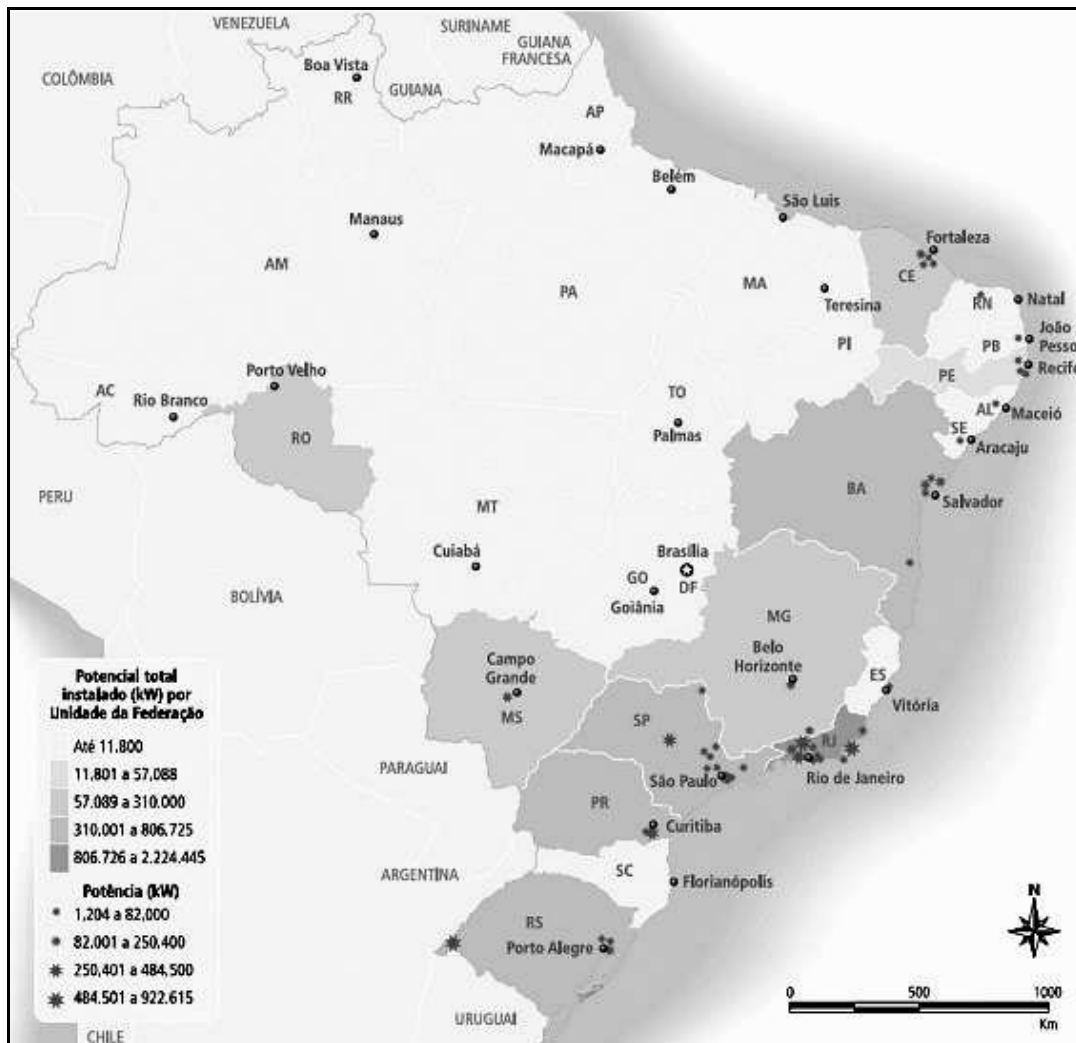 VENEZUELA
SURINAME
GUIANA
FRANCESA
COLÔMBIA
Boa Vista
RR
GUIANA
AP
Macapá
Belém
São Luis
Manaus
Fortaleza
AM
PA
MA
CE
Teresina
RN
Natal
João
Pesso
PI
PB
Recife
Porto Velho
AC
Rio Branco
TO
PE
AL
Maceió
RO
Palmas
SE
Aracaju
PERU
BA
Salvador
MT
Cuiabá
Brasília
GO
DF
Goiânia
BOLÍVIA
MG
Belo
Horizonte
Campo
Grande
ES
MS
Vitória
SP
RJ
PARAGUAI
São Paulo
Rio de Janeiro
PR
Curitiba
SC
ARGENTINA
Florianópolis
RS
Porto Alegre
URUGUAI
CHILE
Potencial total
instalado (kW) por
Unidade da Federação
Até 11.800
11.801 a 57,088
57.089 a 310.000
310,001 a 806.725
806.726 a 2.224.445
Potência (kW)
1,204 a 82,000
82.001 a 250,400
250,401 a 484,500
484.501 a 922.615
N
0 500 1000
Km